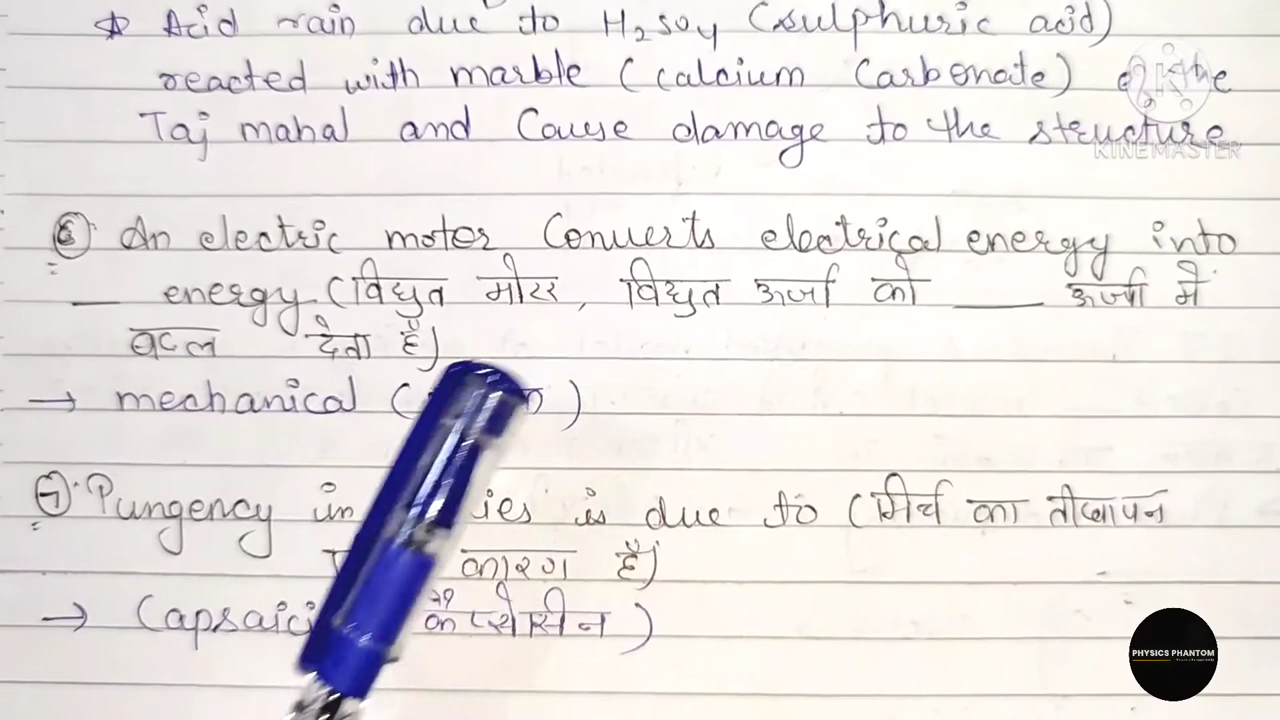 * Acid rain due to H2SO4 (sulphuric acid)
reacted with marble (calcium Carbonate) of the
Taj mahal and Cause damage to the structure
KINEMASTER
⑥ An electric motor Converts electrical energy into
__ energy (विधुत मोटर, विधुत ऊर्जा को ___ ऊर्जा में
बदल देता है)
→ mechanical ( )
⑦ Pungency in is due to (मिर्च का तीखापन
कारण है)
→ कैप्सेसीन)
PHYSICS PHANTOM